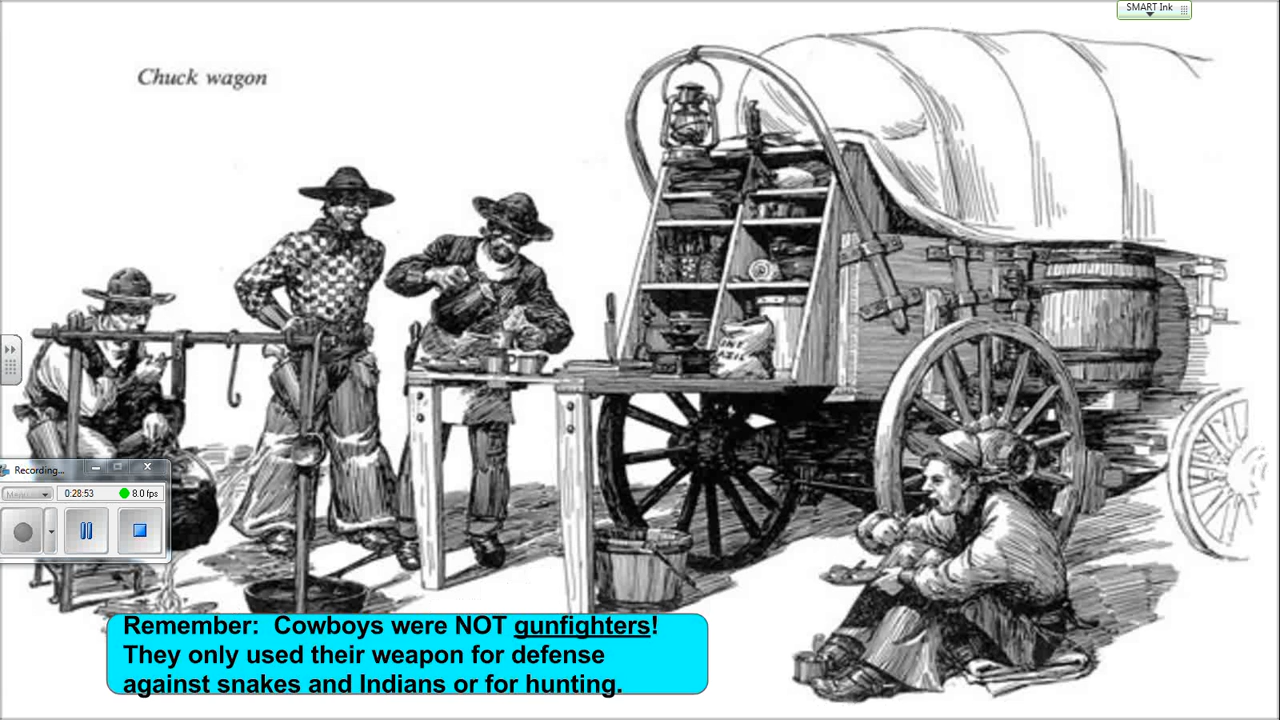 SMART Ink
Chuck wagon
Recording...
Menu
0:28:53
8.0 fps
Remember: Cowboys were NOT gunfighters!
They only used their weapon for defense
against snakes and Indians or for hunting.